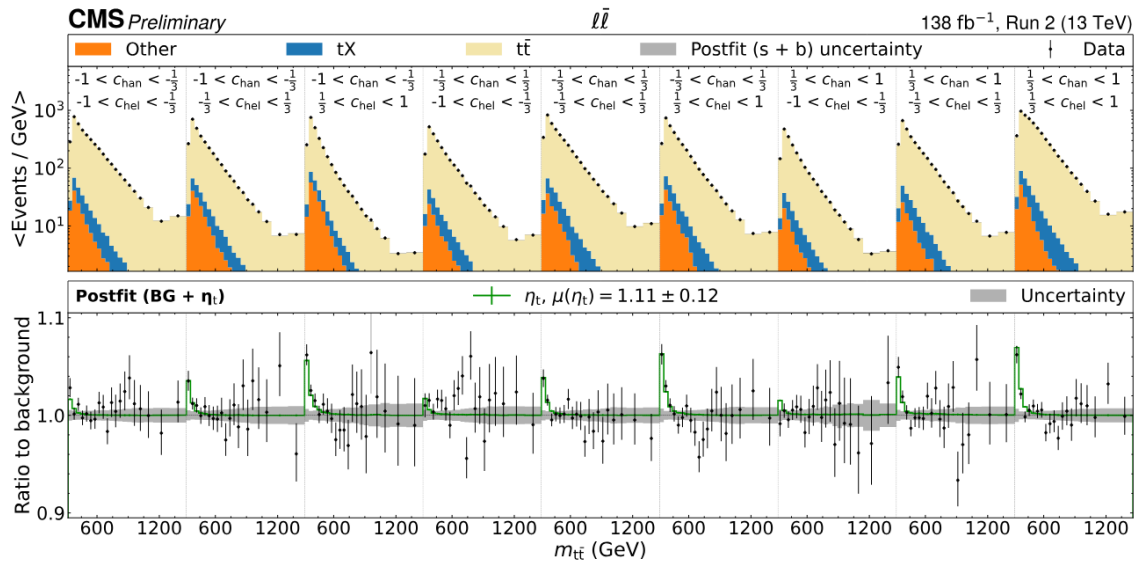 CMS Preliminary ℓℓ̄ 138 fb⁻¹, Run 2 (13 TeV)
Other tX tt̄ Postfit (s + b) uncertainty Data
-1 < c_han < -1/3 -1 < c_han < -1/3 -1 < c_han < -1/3 -1/3 < c_han < 1/3 -1/3 < c_han < 1/3 -1/3 < c_han < 1/3 1/3 < c_han < 1 1/3 < c_han < 1 1/3 < c_han < 1
-1 < c_hel < -1/3 -1/3 < c_hel < 1/3 1/3 < c_hel < 1 -1 < c_hel < -1/3 -1/3 < c_hel < 1/3 1/3 < c_hel < 1 -1 < c_hel < -1/3 -1/3 < c_hel < 1/3 1/3 < c_hel < 1
<Events / GeV>
10³
10²
10¹
Postfit (BG + ηt) ηt, μ(ηt) = 1.11 ± 0.12 Uncertainty
Ratio to background
1.1
1.0
0.9
600 1200 600 1200 600 1200 600 1200 600 1200 600 1200 600 1200 600 1200 600 1200
m_tt̄ (GeV)